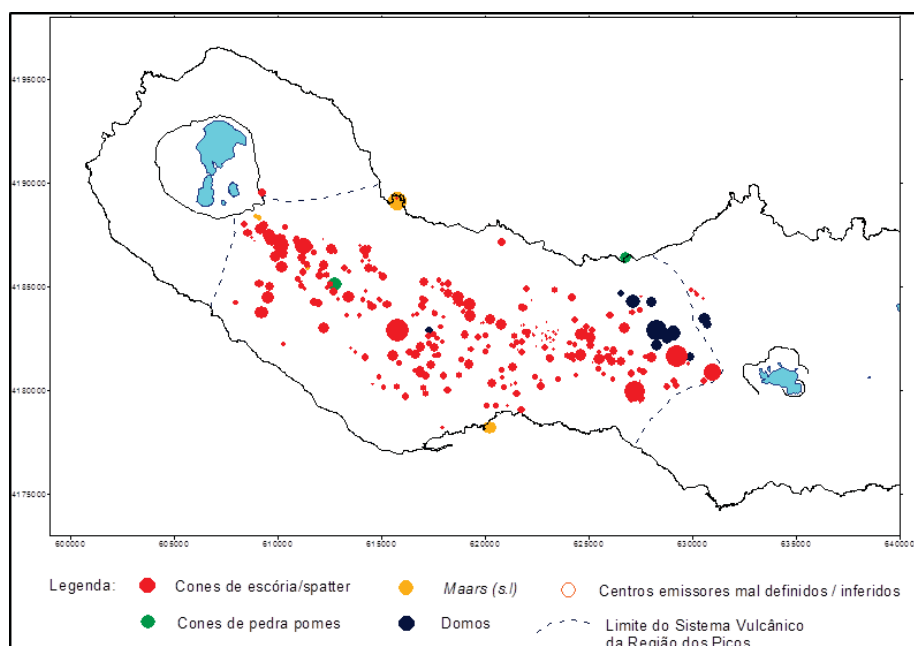 4195000
4190000
4185000
4180000
4175000
600000 605000 610000 615000 620000 625000 630000 635000 640000
Legenda: Cones de escória/spatter Maars (s.l) Centros emissores mal definidos / inferidos
Cones de pedra pomes Domos Limite do Sistema Vulcânico
da Região dos Picos